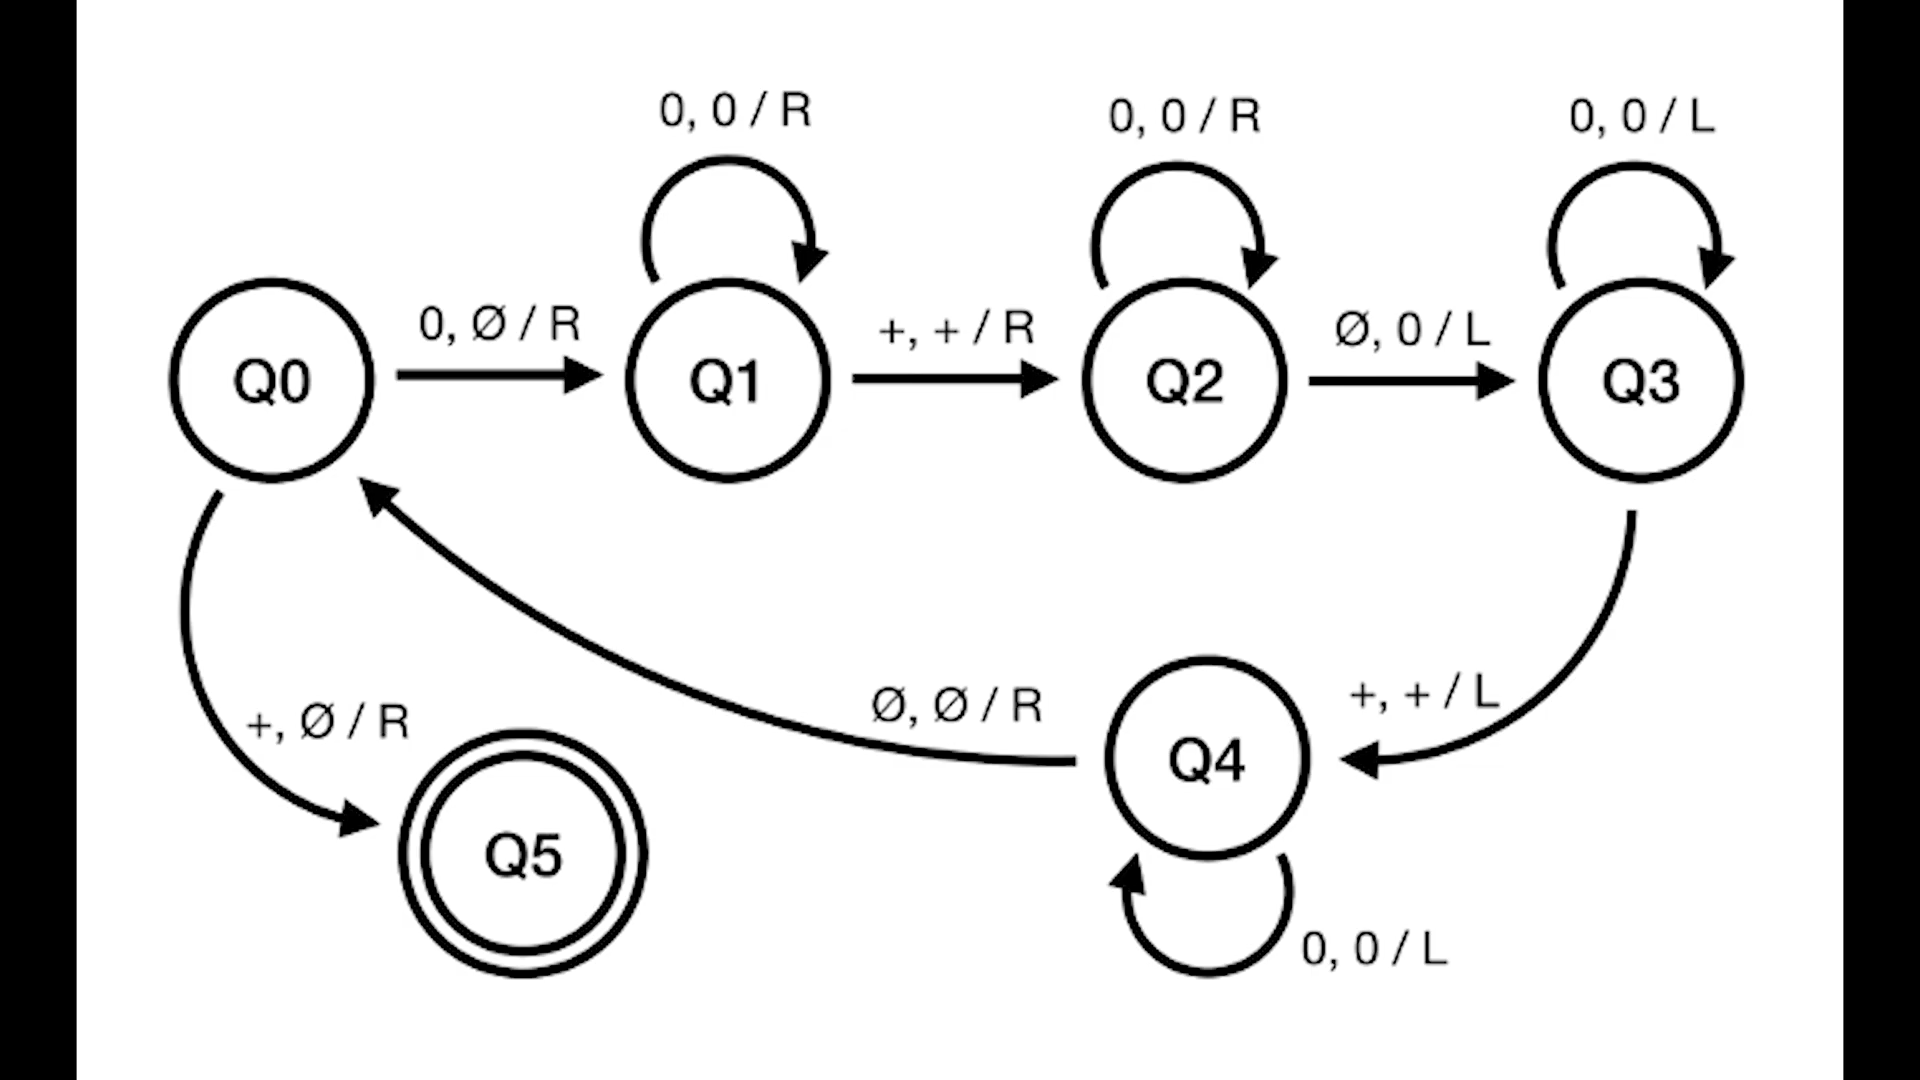 0, 0 / R
0, 0 / R
0, 0 / L
Q0
0, Ø / R
Q1
+, + / R
Q2
Ø, 0 / L
Q3
+, Ø / R
Q5
Ø, Ø / R
Q4
+, + / L
0, 0 / L